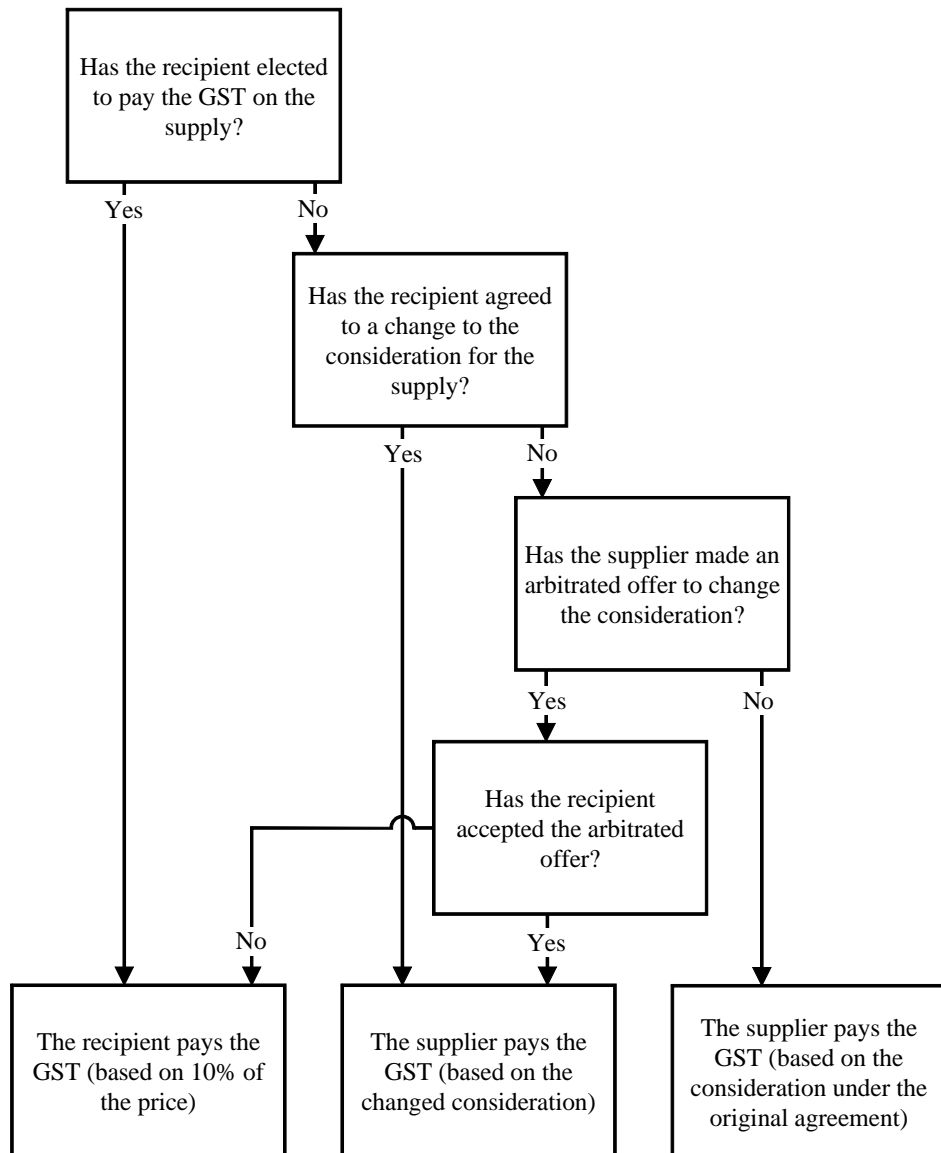 Has the recipient elected
to pay the GST on the
supply?
Yes
No
Has the recipient agreed
to a change to the
consideration for the
supply?
Yes
No
Has the supplier made an
arbitrated offer to change
the consideration?
Yes
No
Has the recipient
accepted the arbitrated
offer?
No
Yes
The recipient pays the
GST (based on 10% of
the price)
The supplier pays the
GST (based on the
changed consideration)
The supplier pays the
GST (based on the
consideration under the
original agreement)